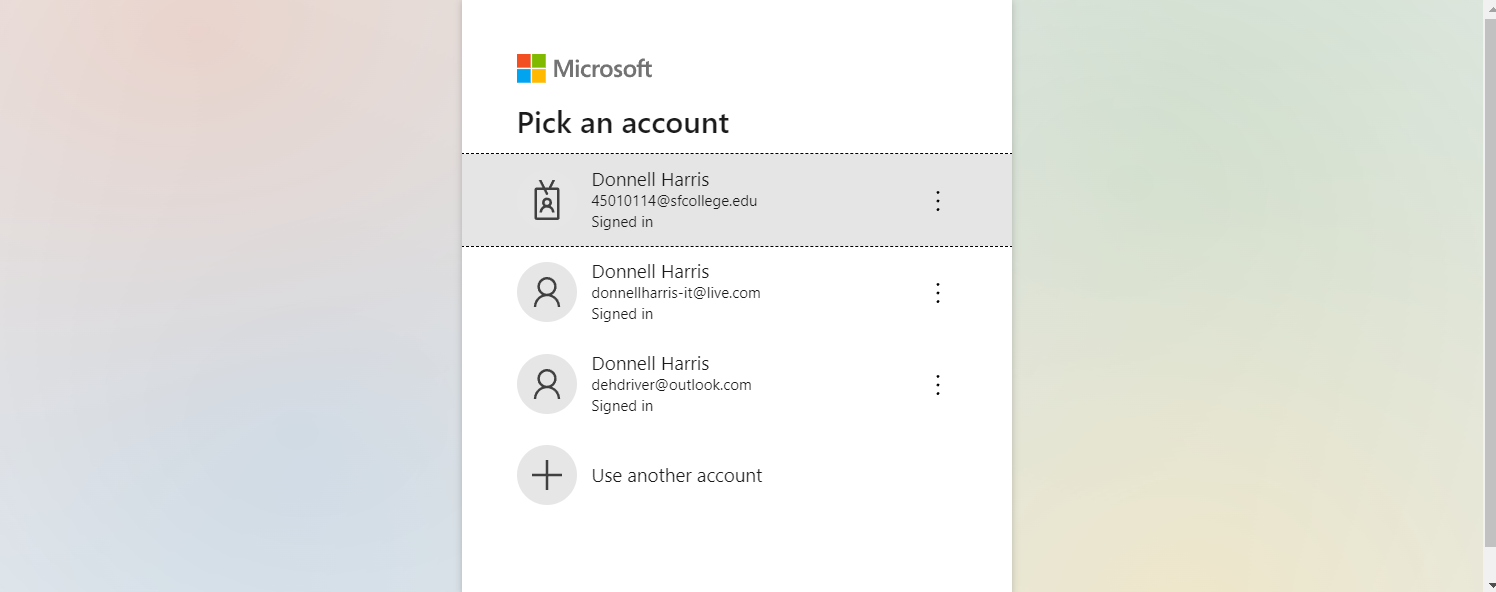 Microsoft
Pick an account
Donnell Harris
45010114@sfcollege.edu
Signed in
Donnell Harris
donnellharris-it@live.com
Signed in
Donnell Harris
dehdriver@outlook.com
Signed in
Use another account